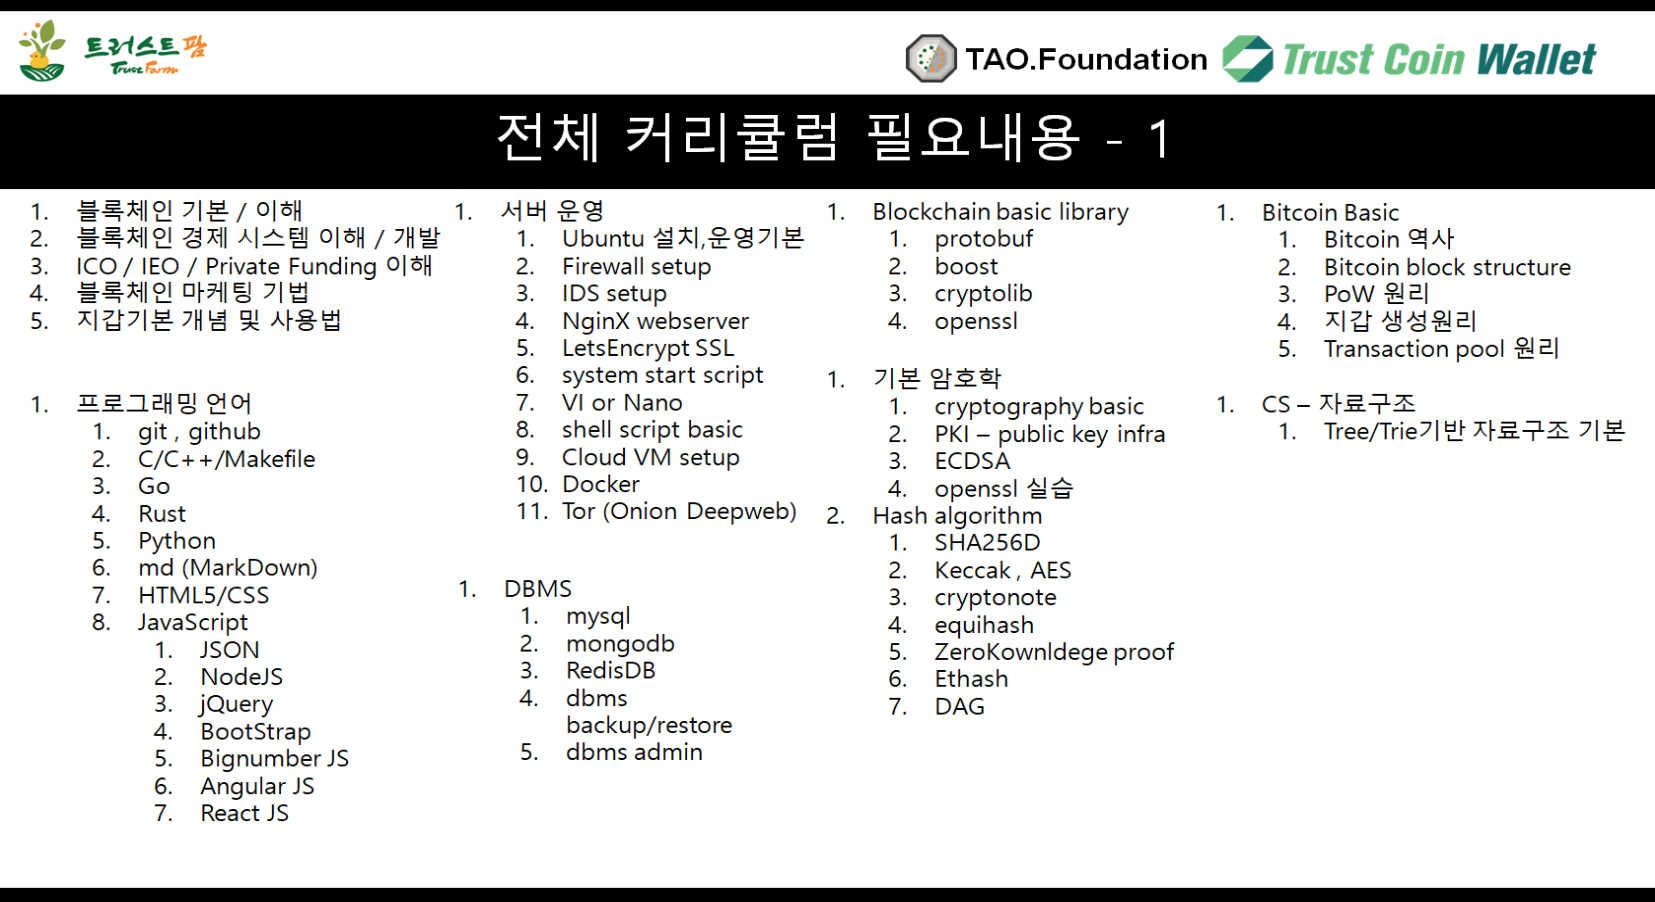 트러스트팜
Trust Farm
TAO.Foundation
Trust Coin Wallet
전체 커리큘럼 필요내용 - 1
1. 블록체인 기본 / 이해
2. 블록체인 경제 시스템 이해 / 개발
3. ICO / IEO / Private Funding 이해
4. 블록체인 마케팅 기법
5. 지갑기본 개념 및 사용법
1. 프로그래밍 언어
1. git , github
2. C/C++/Makefile
3. Go
4. Rust
5. Python
6. md (MarkDown)
7. HTML5/CSS
8. JavaScript
1. JSON
2. NodeJS
3. jQuery
4. BootStrap
5. Bignumber JS
6. Angular JS
7. React JS
1. 서버 운영
1. Ubuntu 설치,운영기본
2. Firewall setup
3. IDS setup
4. NginX webserver
5. LetsEncrypt SSL
6. system start script
7. VI or Nano
8. shell script basic
9. Cloud VM setup
10. Docker
11. Tor (Onion Deepweb)
1. DBMS
1. mysql
2. mongodb
3. RedisDB
4. dbms
backup/restore
5. dbms admin
1. Blockchain basic library
1. protobuf
2. boost
3. cryptolib
4. openssl
1. 기본 암호학
1. cryptography basic
2. PKI – public key infra
3. ECDSA
4. openssl 실습
2. Hash algorithm
1. SHA256D
2. Keccak , AES
3. cryptonote
4. equihash
5. ZeroKownldege proof
6. Ethash
7. DAG
1. Bitcoin Basic
1. Bitcoin 역사
2. Bitcoin block structure
3. PoW 원리
4. 지갑 생성원리
5. Transaction pool 원리
1. CS – 자료구조
1. Tree/Trie기반 자료구조 기본